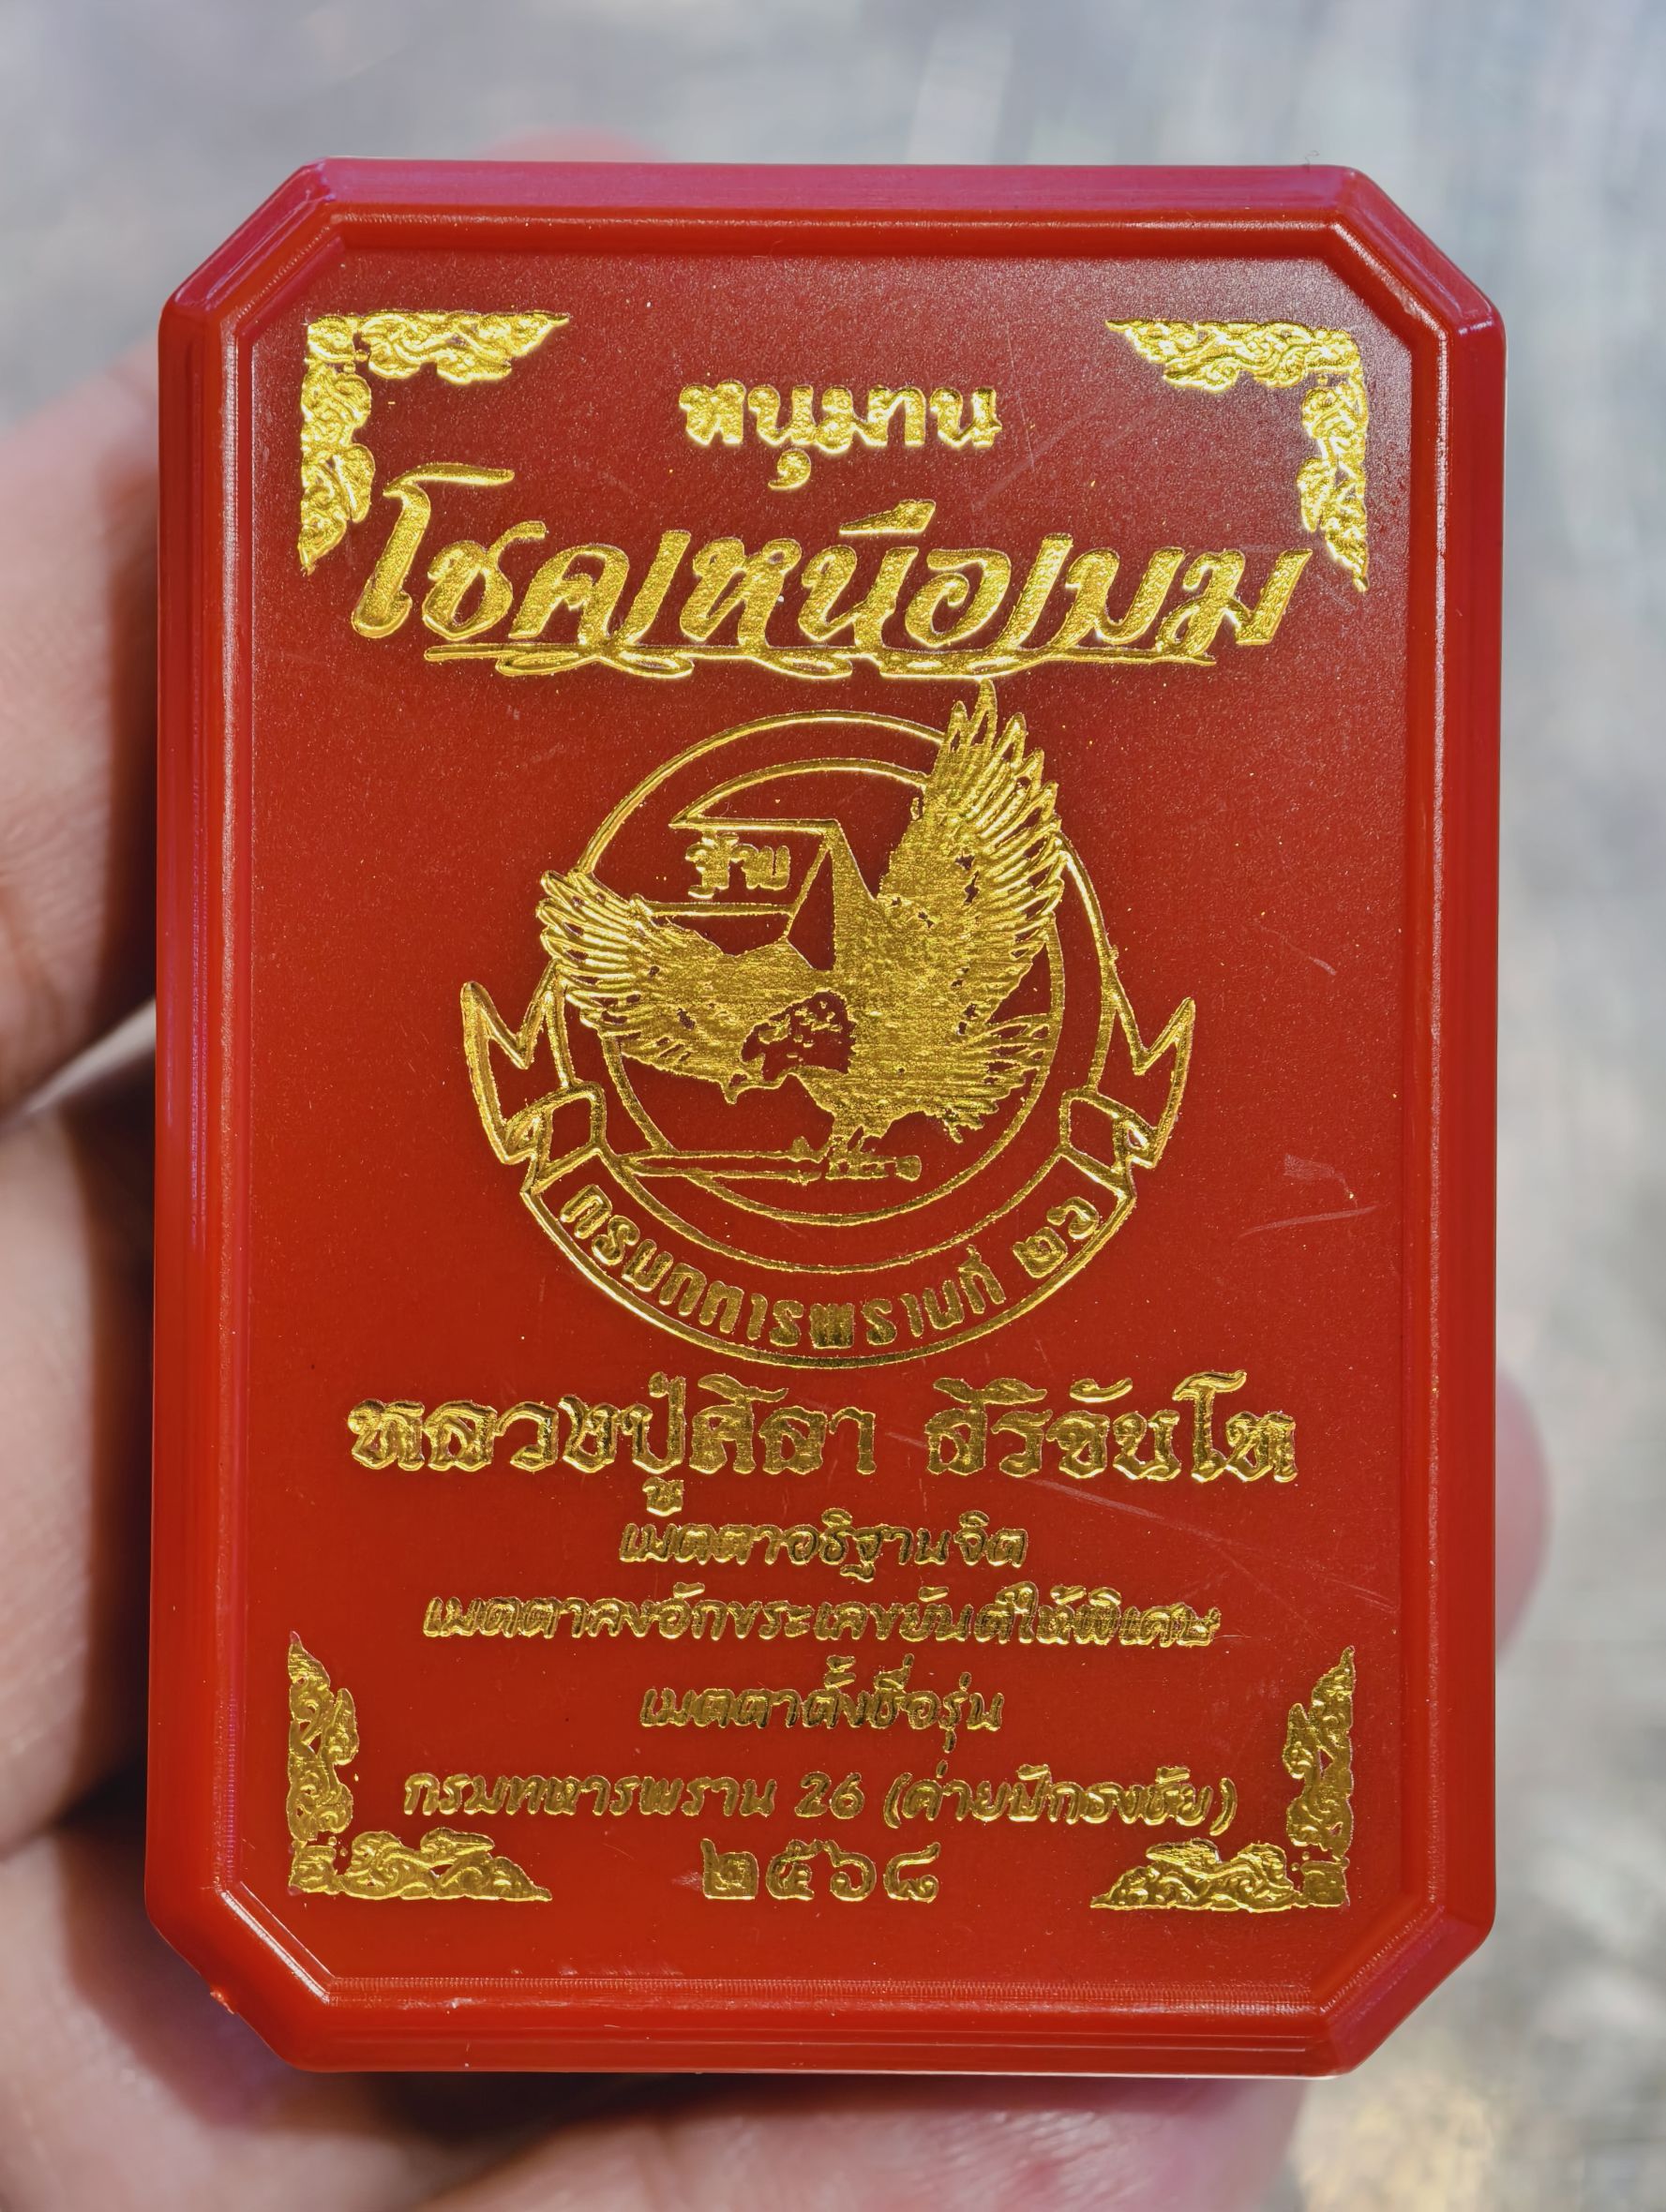 หนุมาน
โชคเหนือเมฆ
กรมทหารพรานที่ ๒๖
หลวงปู่ศิลา สิริจันโท
เมตตาอธิฐานจิต
เมตตาลงอักขระเลขยันต์ให้พิเศษ
เมตตาตั้งชื่อรุ่น
กรมทหารพราน 26 (ค่ายปักธงชัย)
๒๕๖๘